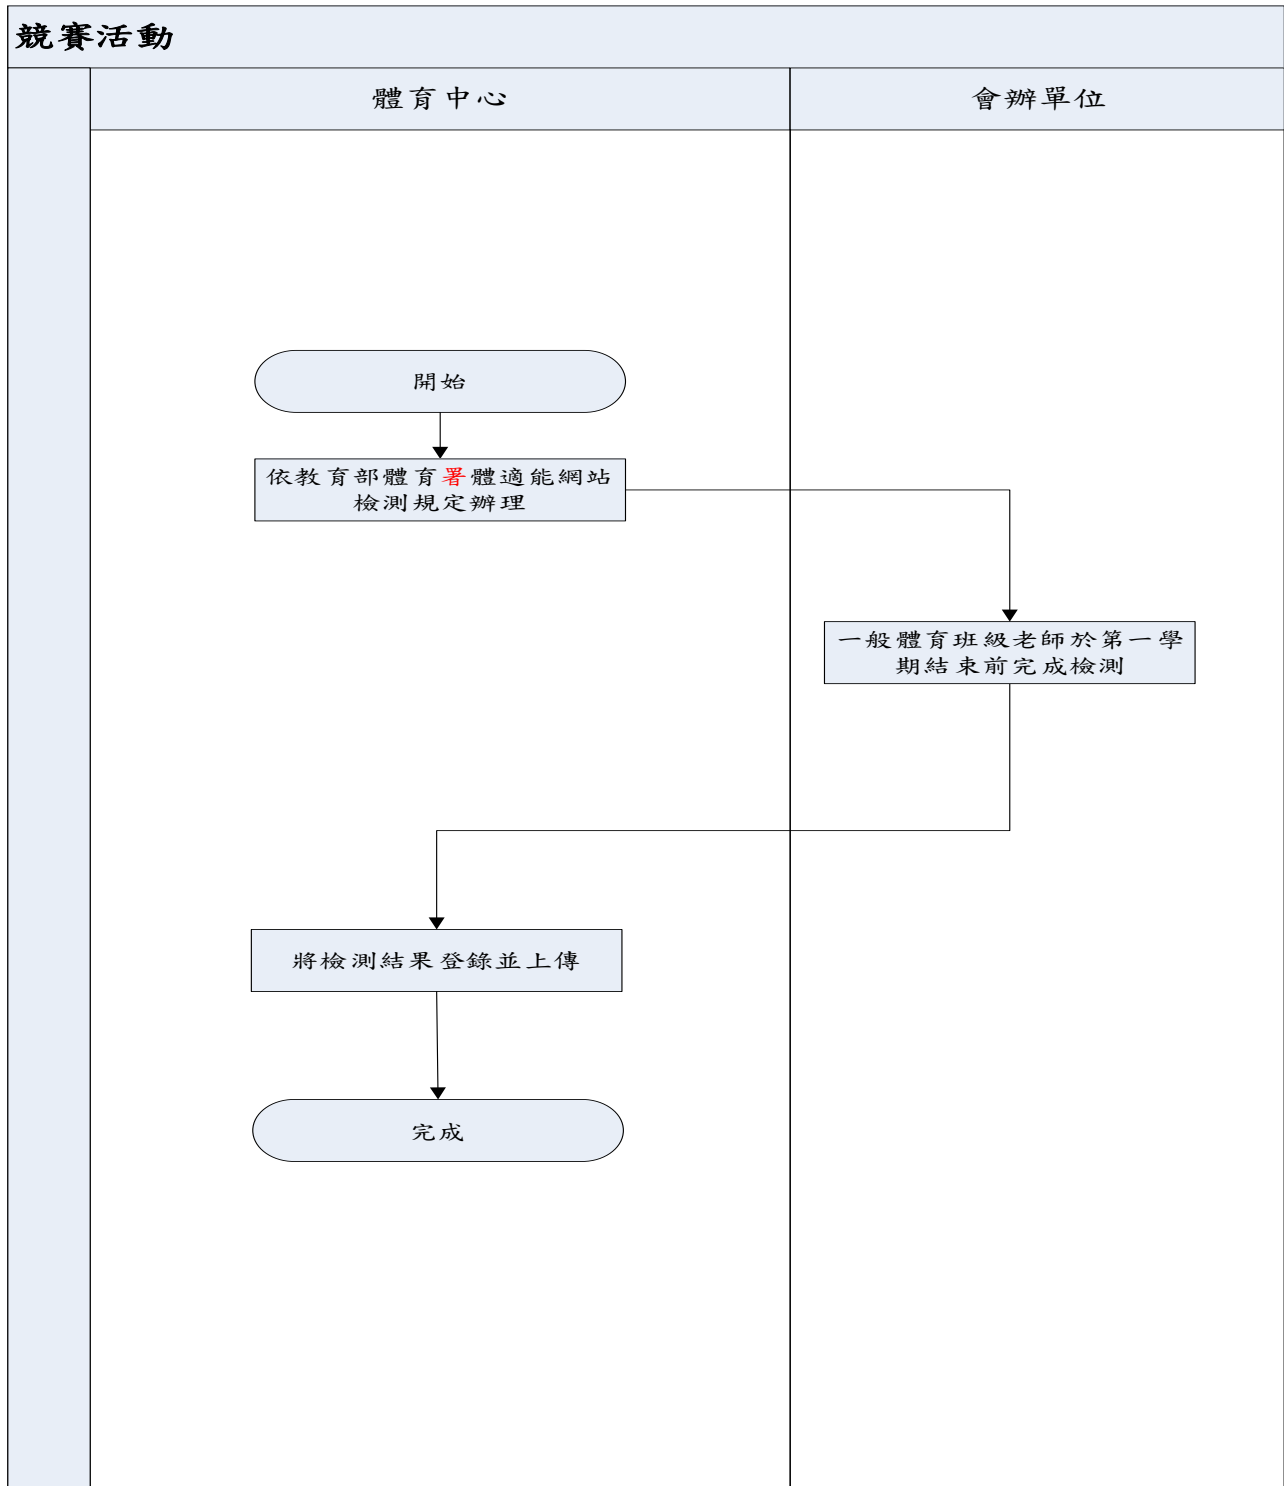 競賽活動
體育中心
會辦單位
開始
依教育部體育署體適能網站
檢測規定辦理
一般體育班級老師於第一學
期結束前完成檢測
將檢測結果登錄並上傳
完成